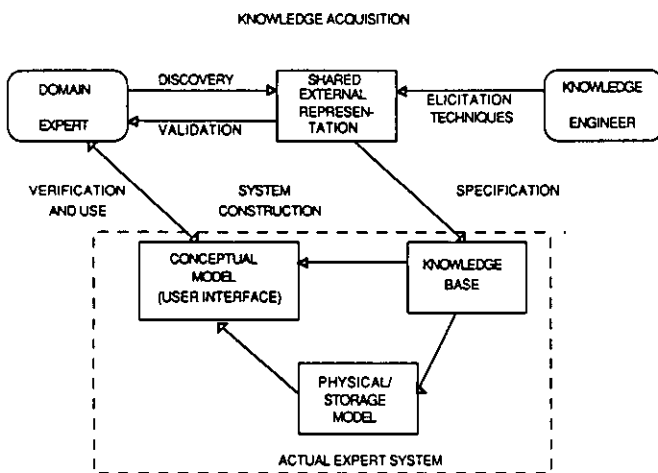 KNOWLEDGE ACQUISITION
DOMAIN
EXPERT
DISCOVERY
VALIDATION
SHARED
EXTERNAL
REPRESEN-
TATION
ELICITATION
TECHNIQUES
KNOWLEDGE
ENGINEER
VERIFICATION
AND USE
SYSTEM
CONSTRUCTION
SPECIFICATION
CONCEPTUAL
MODEL
(USER INTERFACE)
KNOWLEDGE
BASE
PHYSICAL/
STORAGE
MODEL
ACTUAL EXPERT SYSTEM